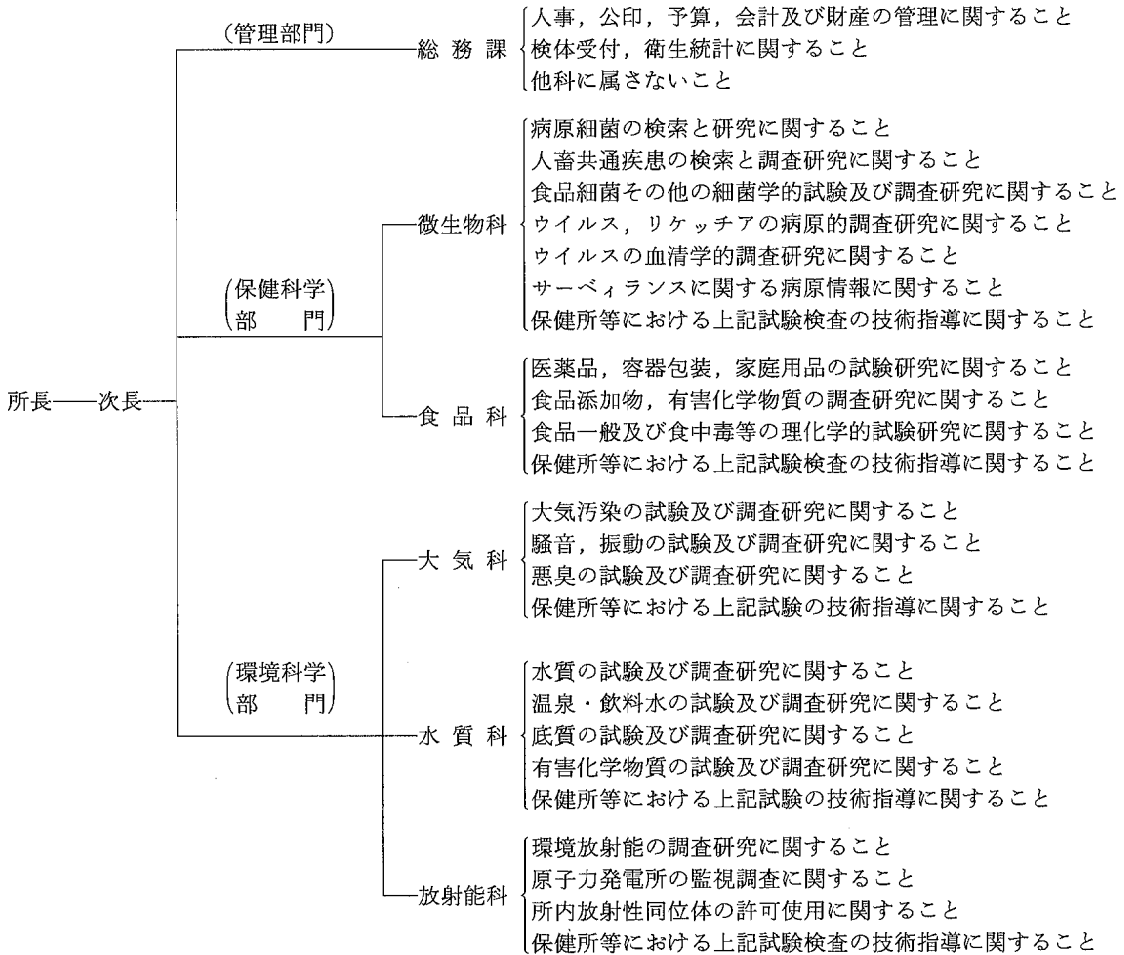 所長 次長
(管理部門)
総務課
人事，公印，予算，会計及び財産の管理に関すること
検体受付，衛生統計に関すること
他科に属さないこと
(保健科学
部　　門)
微生物科
病原細菌の検索と研究に関すること
人畜共通疾患の検索と調査研究に関すること
食品細菌その他の細菌学的試験及び調査研究に関すること
ウイルス，リケッチアの病原的調査研究に関すること
ウイルスの血清学的調査研究に関すること
サーベィランスに関する病原情報に関すること
保健所等における上記試験検査の技術指導に関すること
食品科
医薬品，容器包装，家庭用品の試験研究に関すること
食品添加物，有害化学物質の調査研究に関すること
食品一般及び食中毒等の理化学的試験研究に関すること
保健所等における上記試験検査の技術指導に関すること
(環境科学
部　　門)
大気科
大気汚染の試験及び調査研究に関すること
騒音，振動の試験及び調査研究に関すること
悪臭の試験及び調査研究に関すること
保健所等における上記試験の技術指導に関すること
水質科
水質の試験及び調査研究に関すること
温泉・飲料水の試験及び調査研究に関すること
底質の試験及び調査研究に関すること
有害化学物質の試験及び調査研究に関すること
保健所等における上記試験の技術指導に関すること
放射能科
環境放射能の調査研究に関すること
原子力発電所の監視調査に関すること
所内放射性同位体の許可使用に関すること
保健所等における上記試験検査の技術指導に関すること